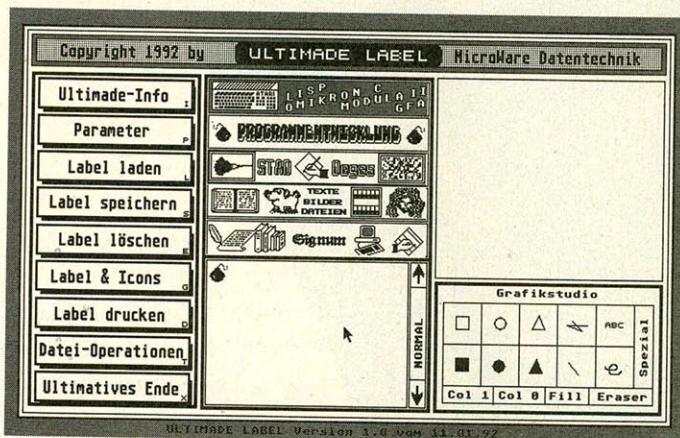 Copyright 1992 by ULTIMADE LABEL MicroWare Datentechnik
Ultimade-Info I
Parameter P
Label laden L
Label speichern S
Label löschen E
Label & Icons G
Label drucken D
Datei-Operationen T
Ultimatives Ende X
LISP C
OMIKRON MODULA II
GFA
PROGRAMMENTWICKLUNG
STAD Degas
TEXTE
BILDER
DATEIEN
Signum
NORMAL
Grafikstudio
ABC
Spezial
Col 1 Col 0 Fill Eraser
ULTIMADE LABEL Version 1.0 vom 11.01.92